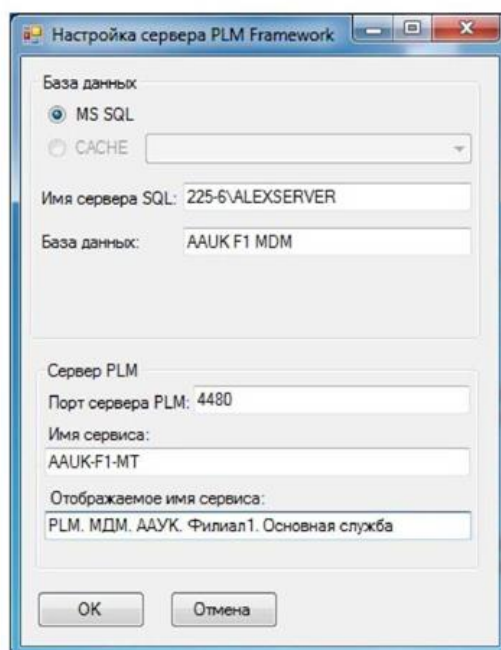 Настройка сервера PLM Framework
База данных
MS SQL
CACHE
Имя сервера SQL: 225-6\ALEXSERVER
База данных: AAUK F1 MDM
Сервер PLM
Порт сервера PLM: 4480
Имя сервиса:
AAUK-F1-MT
Отображаемое имя сервиса:
PLM. МДМ. ААУК. Филиал1. Основная служба
OK Отмена